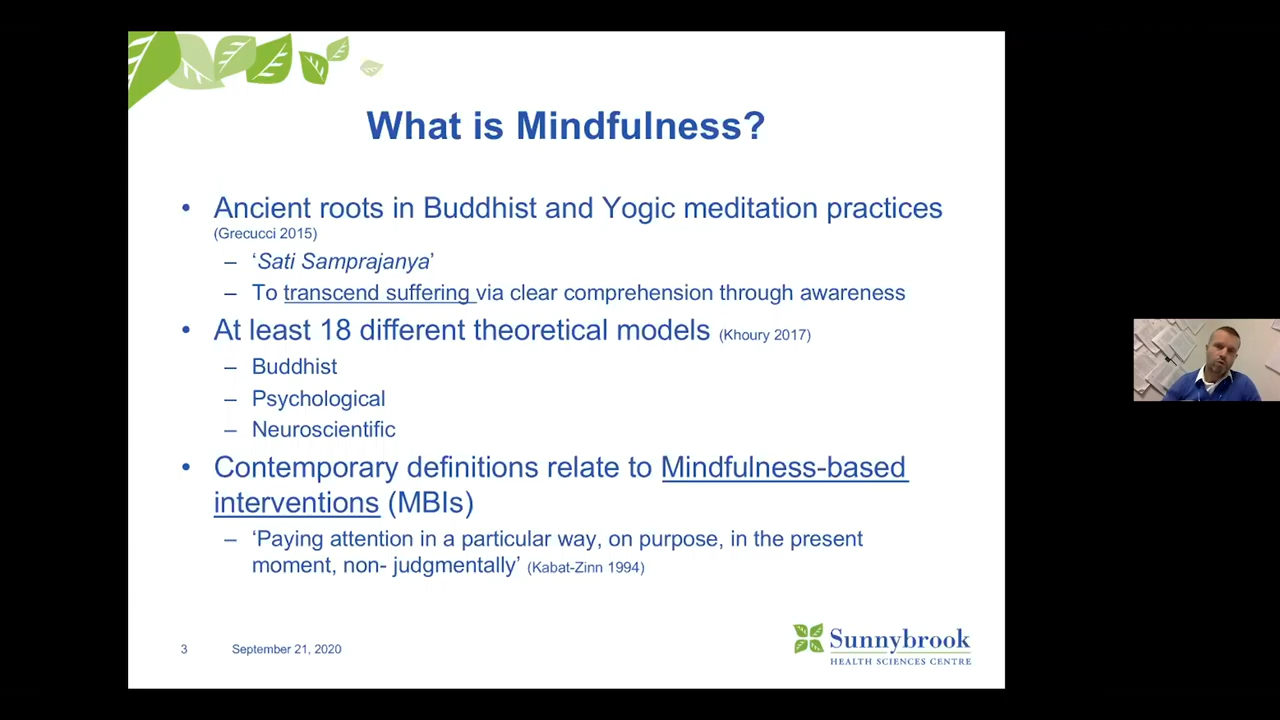 What is Mindfulness?
• Ancient roots in Buddhist and Yogic meditation practices
(Grecucci 2015)
– ‘Sati Samprajanya’
– To transcend suffering via clear comprehension through awareness
• At least 18 different theoretical models (Khoury 2017)
– Buddhist
– Psychological
– Neuroscientific
• Contemporary definitions relate to Mindfulness-based
interventions (MBIs)
– ‘Paying attention in a particular way, on purpose, in the present
moment, non- judgmentally’ (Kabat-Zinn 1994)
3 September 21, 2020
Sunnybrook
HEALTH SCIENCES CENTRE